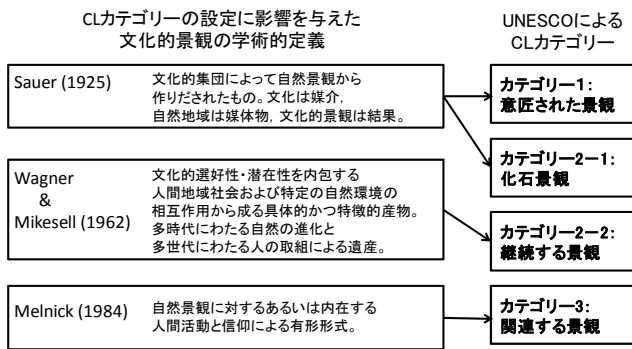 CLカテゴリーの設定に影響を与えた
文化的景観の学術的定義
UNESCOによる
CLカテゴリー
Sauer (1925)
文化的集団によって自然景観から
作りだされたもの。文化は媒介，
自然地域は媒体物，文化的景観は結果。
Wagner
&
Mikesell (1962)
文化的選好性・潜在性を内包する
人間地域社会および特定の自然環境の
相互作用から成る具体的かつ特徴的産物。
多時代にわたる自然の進化と
多世代にわたる人の取組による遺産。
Melnick (1984)
自然景観に対するあるいは内在する
人間活動と信仰による有形形式。
カテゴリー1：
意匠された景観
カテゴリー2－1：
化石景観
カテゴリー2－2：
継続する景観
カテゴリー3：
関連する景観